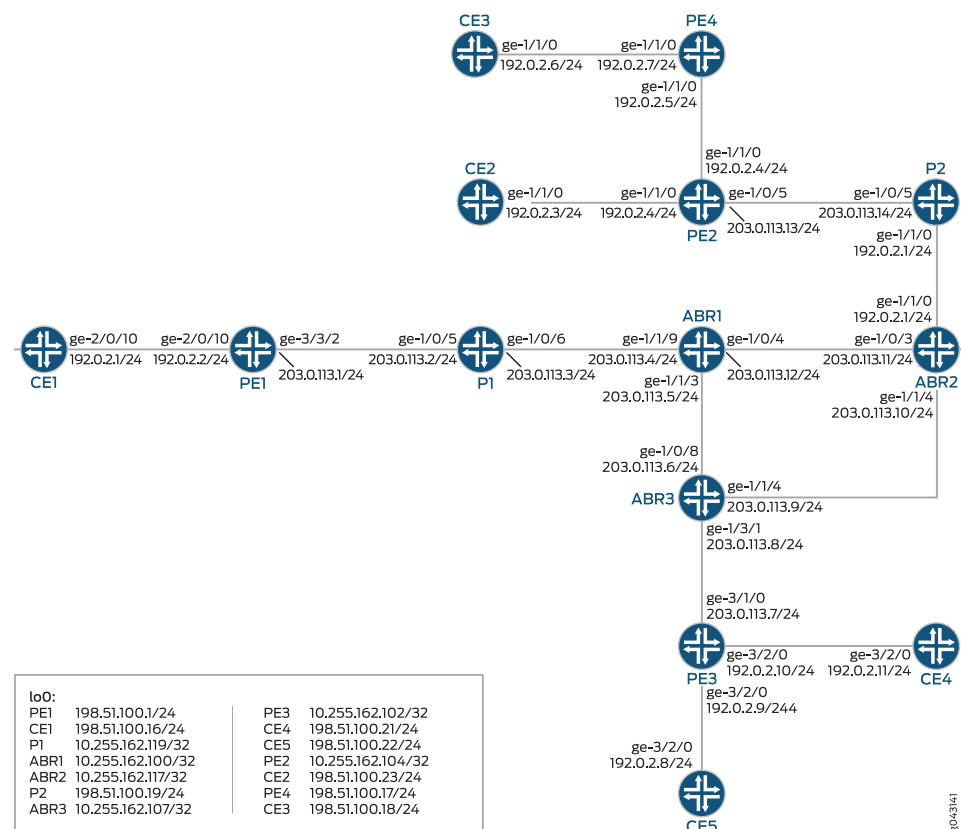 CE3
PE4
ge-1/1/0
ge-1/1/0
192.0.2.6/24
192.0.2.7/24
ge-1/1/0
192.0.2.5/24
ge-1/1/0
192.0.2.4/24
CE2
P2
ge-1/1/0
ge-1/1/0
ge-1/0/5
ge-1/0/5
192.0.2.3/24
192.0.2.4/24
203.0.113.13/24
203.0.113.14/24
PE2
ge-1/1/0
192.0.2.1/24
ge-1/1/0
192.0.2.1/24
ABR1
ge-2/0/10
ge-2/0/10
ge-3/3/2
ge-1/0/5
ge-1/0/6
ge-1/1/9
ge-1/0/4
ge-1/0/3
192.0.2.1/24
192.0.2.2/24
203.0.113.1/24
203.0.113.2/24
203.0.113.3/24
203.0.113.4/24
203.0.113.12/24
203.0.113.11/24
CE1
PE1
P1
ABR2
ge-1/1/3
203.0.113.5/24
ge-1/1/4
203.0.113.10/24
ge-1/0/8
203.0.113.6/24
ABR3
ge-1/1/4
203.0.113.9/24
ge-1/3/1
203.0.113.8/24
ge-3/1/0
203.0.113.7/24
PE3
ge-3/2/0
192.0.2.10/24
ge-3/2/0
192.0.2.11/24
CE4
ge-3/2/0
192.0.2.9/244
ge-3/2/0
192.0.2.8/24
CE5
lo0:
PE1 198.51.100.1/24
CE1 198.51.100.16/24
P1 10.255.162.119/32
ABR1 10.255.162.100/32
ABR2 10.255.162.117/32
P2 198.51.100.19/24
ABR3 10.255.162.107/32
PE3 10.255.162.102/32
CE4 198.51.100.21/24
CE5 198.51.100.22/24
PE2 10.255.162.104/32
CE2 198.51.100.23/24
PE4 198.51.100.17/24
CE3 198.51.100.18/24
g043141